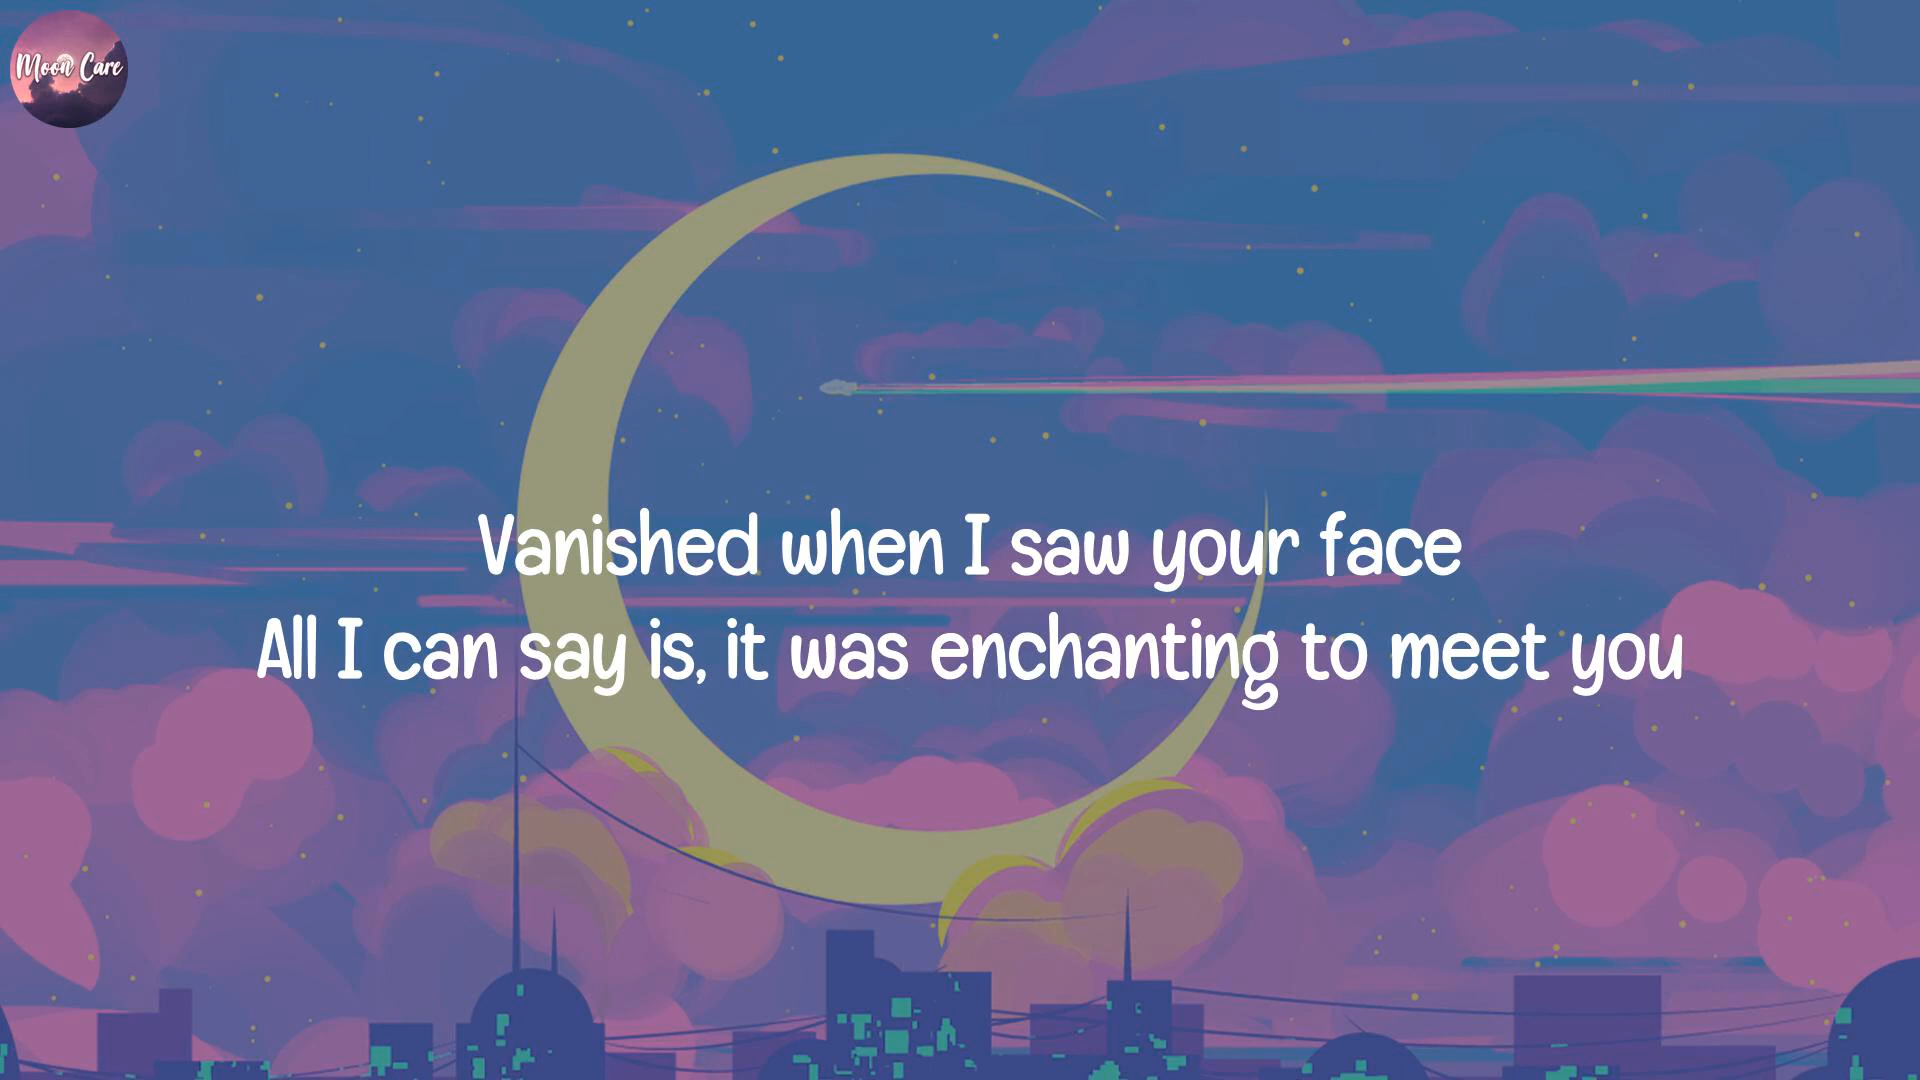 Moon Care
Vanished when I saw your face
All I can say is, it was enchanting to meet you